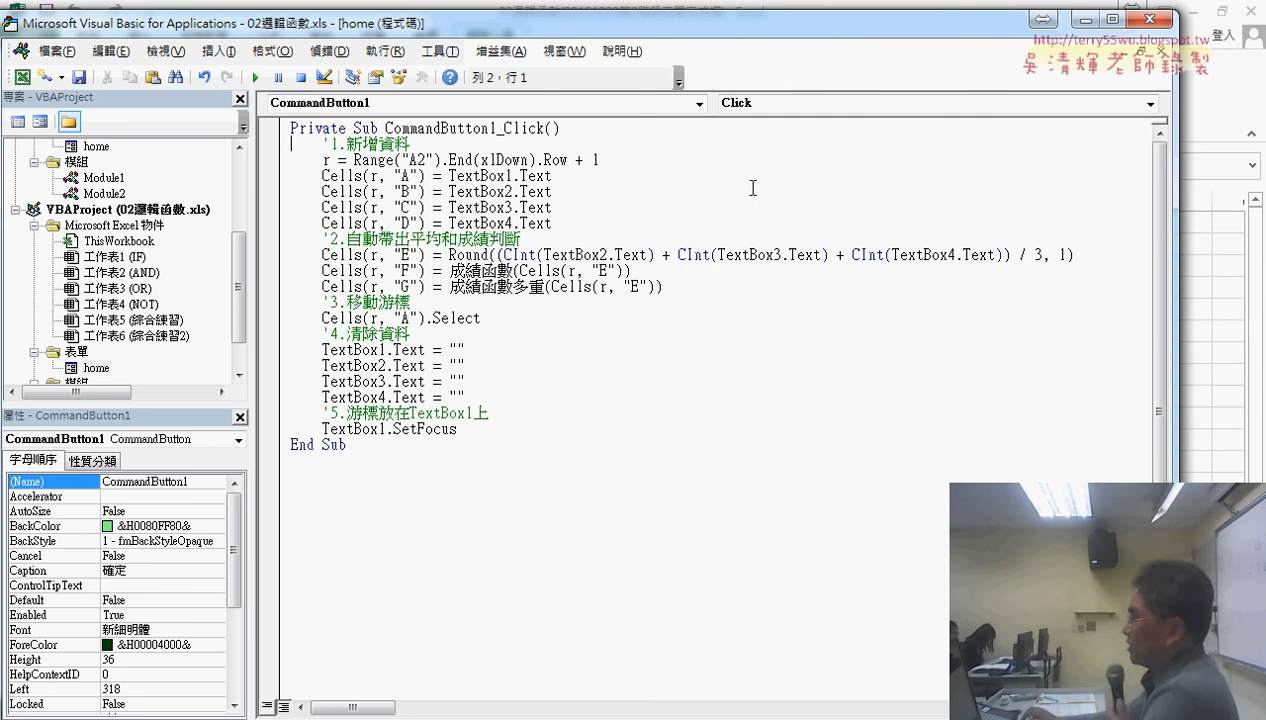 Microsoft Visual Basic for Applications - 02邏輯函數.xls - [home (程式碼)]
登入
http://terry55wu.blogspot.tw
吳清輝老師錄製
檔案(F) 編輯(E) 檢視(V) 插入(I) 格式(O) 偵錯(D) 執行(R) 工具(T) 增益集(A) 視窗(W) 說明(H)
列 2，行 1
專案 - VBAProject
home
模組
Module1
Module2
VBAProject (02邏輯函數.xls)
Microsoft Excel 物件
ThisWorkbook
工作表1 (IF)
工作表2 (AND)
工作表3 (OR)
工作表4 (NOT)
工作表5 (綜合練習)
工作表6 (綜合練習2)
表單
home
模組
屬性 - CommandButton1
CommandButton1 CommandButton
字母順序 性質分類
(Name) CommandButton1
Accelerator
AutoSize False
BackColor &H0080FF80&
BackStyle 1 - fmBackStyleOpaque
Cancel False
Caption 確定
ControlTipText
Default False
Enabled True
Font 新細明體
ForeColor &H00004000&
Height 36
HelpContextID 0
Left 318
Locked False
CommandButton1 Click
Private Sub CommandButton1_Click()
'1.新增資料
r = Range("A2").End(xlDown).Row + 1
Cells(r, "A") = TextBox1.Text
Cells(r, "B") = TextBox2.Text
Cells(r, "C") = TextBox3.Text
Cells(r, "D") = TextBox4.Text
'2.自動帶出平均和成績判斷
Cells(r, "E") = Round((CInt(TextBox2.Text) + CInt(TextBox3.Text) + CInt(TextBox4.Text)) / 3, 1)
Cells(r, "F") = 成績函數(Cells(r, "E"))
Cells(r, "G") = 成績函數多重(Cells(r, "E"))
'3.移動游標
Cells(r, "A").Select
'4.清除資料
TextBox1.Text = ""
TextBox2.Text = ""
TextBox3.Text = ""
TextBox4.Text = ""
'5.游標放在TextBox1上
TextBox1.SetFocus
End Sub